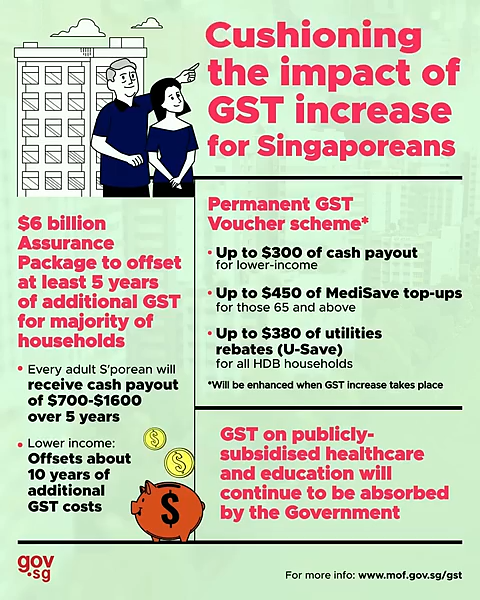 Cushioning
the impact of
GST increase
for Singaporeans
$6 billion
Assurance
Package to offset
at least 5 years
of additional GST
for majority of
households
• Every adult S'porean will
receive cash payout
of $700-$1600
over 5 years
• Lower income:
Offsets about
10 years of
additional
GST costs
$
$
$
Permanent GST
Voucher scheme*
• Up to $300 of cash payout
for lower-income
• Up to $450 of MediSave top-ups
for those 65 and above
• Up to $380 of utilities
rebates (U-Save)
for all HDB households
*Will be enhanced when GST increase takes place
GST on publicly-
subsidised healthcare
and education will
continue to be absorbed
by the Government
gov
.sg
For more info: www.mof.gov.sg/gst